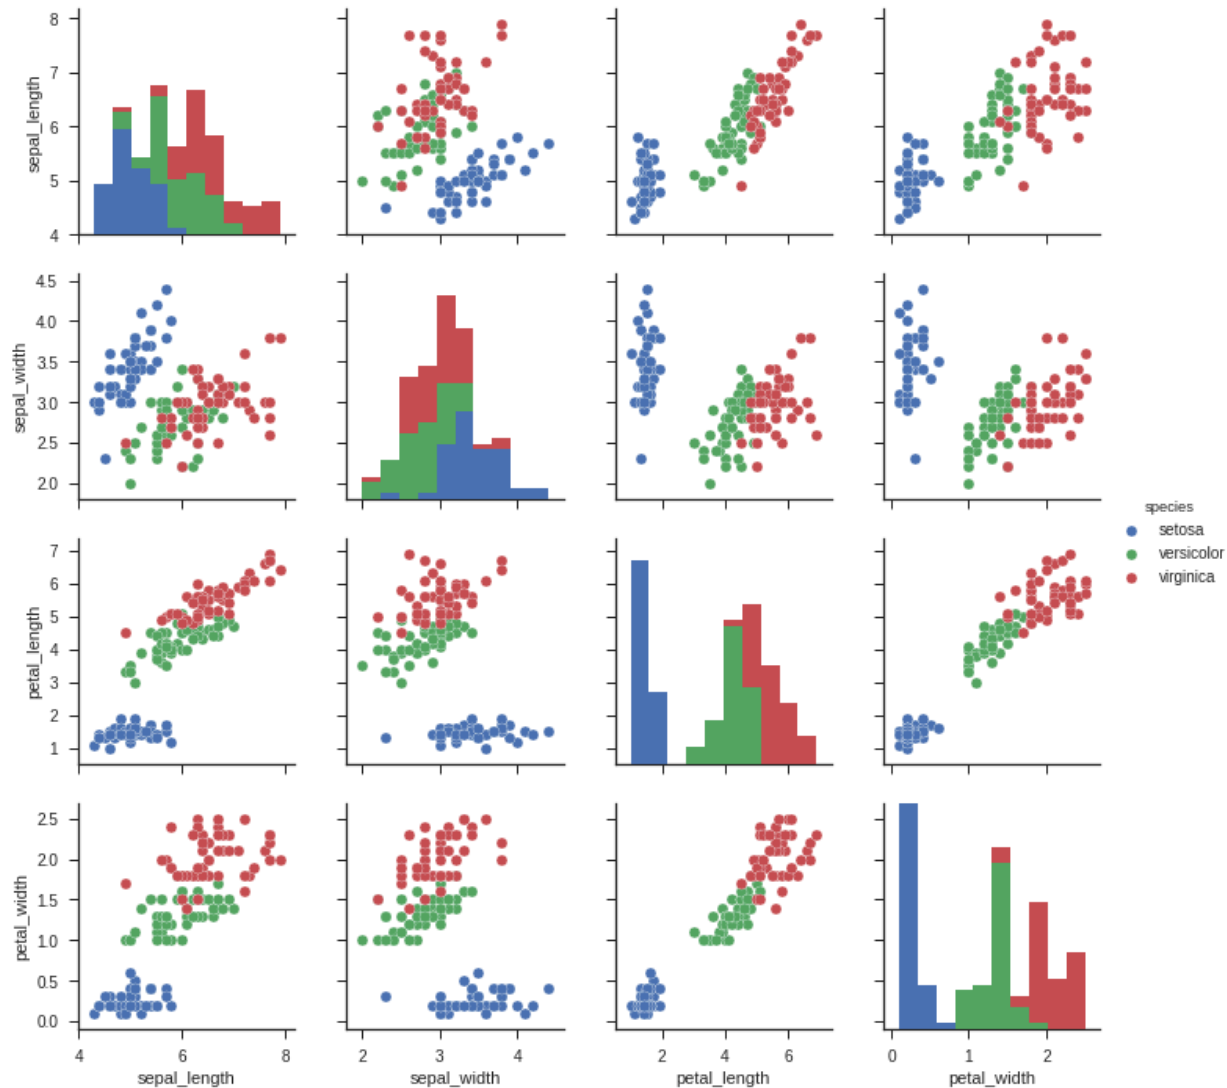 sepal_length
8
7
6
5
4
sepal_width
4.5
4.0
3.5
3.0
2.5
2.0
species
setosa
versicolor
virginica
petal_length
7
6
5
4
3
2
1
petal_width
2.5
2.0
1.5
1.0
0.5
0.0
4 6 8
2 3 4
2 4 6
0 1 2
sepal_length
sepal_width
petal_length
petal_width